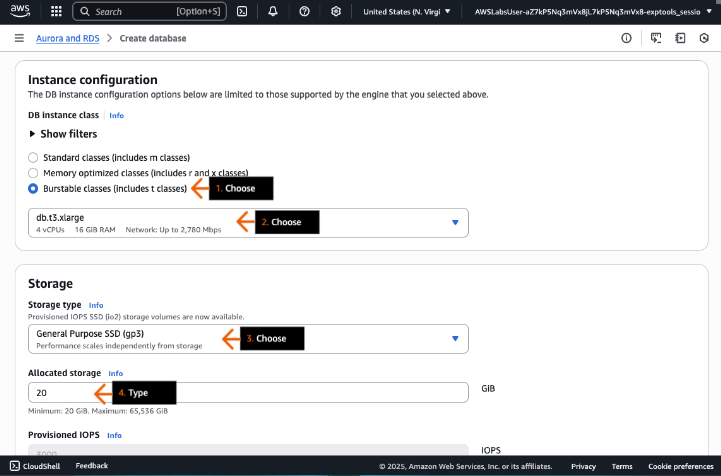 aws
Search [Option+S] United States (N. Virgi AWSLabsUser-aZ7kP5Nq3mVx8jL7kP5Nq3mVx8-exptools_sessio
Aurora and RDS > Create database
Instance configuration
The DB instance configuration options below are limited to those supported by the engine that you selected above.
DB instance class Info
Show filters
Standard classes (includes m classes)
Memory optimized classes (includes r and x classes)
Burstable classes (includes t classes) 1. Choose
db.t3.xlarge
4 vCPUs 16 GiB RAM Network: Up to 2,780 Mbps
2. Choose
Storage
Storage type Info
Provisioned IOPS SSD (io2) storage volumes are now available.
General Purpose SSD (gp3)
Performance scales independently from storage
3. Choose
Allocated storage Info
20 4. Type GiB
Minimum: 20 GiB. Maximum: 65,536 GiB
Provisioned IOPS Info
3000 IOPS
CloudShell Feedback © 2025, Amazon Web Services, Inc. or its affiliates. Privacy Terms Cookie preferences